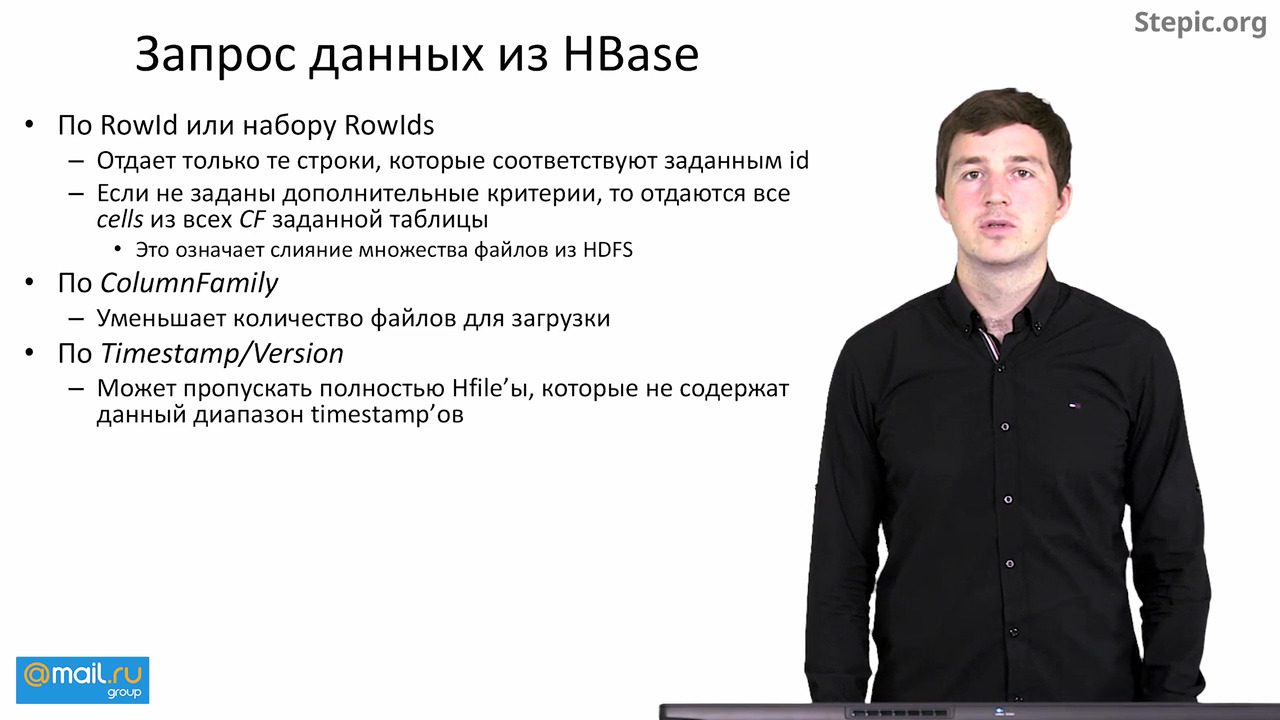 Stepic.org
Запрос данных из HBase
• По RowId или набору RowIds
– Отдает только те строки, которые соответствуют заданным id
– Если не заданы дополнительные критерии, то отдаются все
cells из всех CF заданной таблицы
• Это означает слияние множества файлов из HDFS
• По ColumnFamily
– Уменьшает количество файлов для загрузки
• По Timestamp/Version
– Может пропускать полностью Hfile’ы, которые не содержат
данный диапазон timestamp’ов
@mail.ru
group